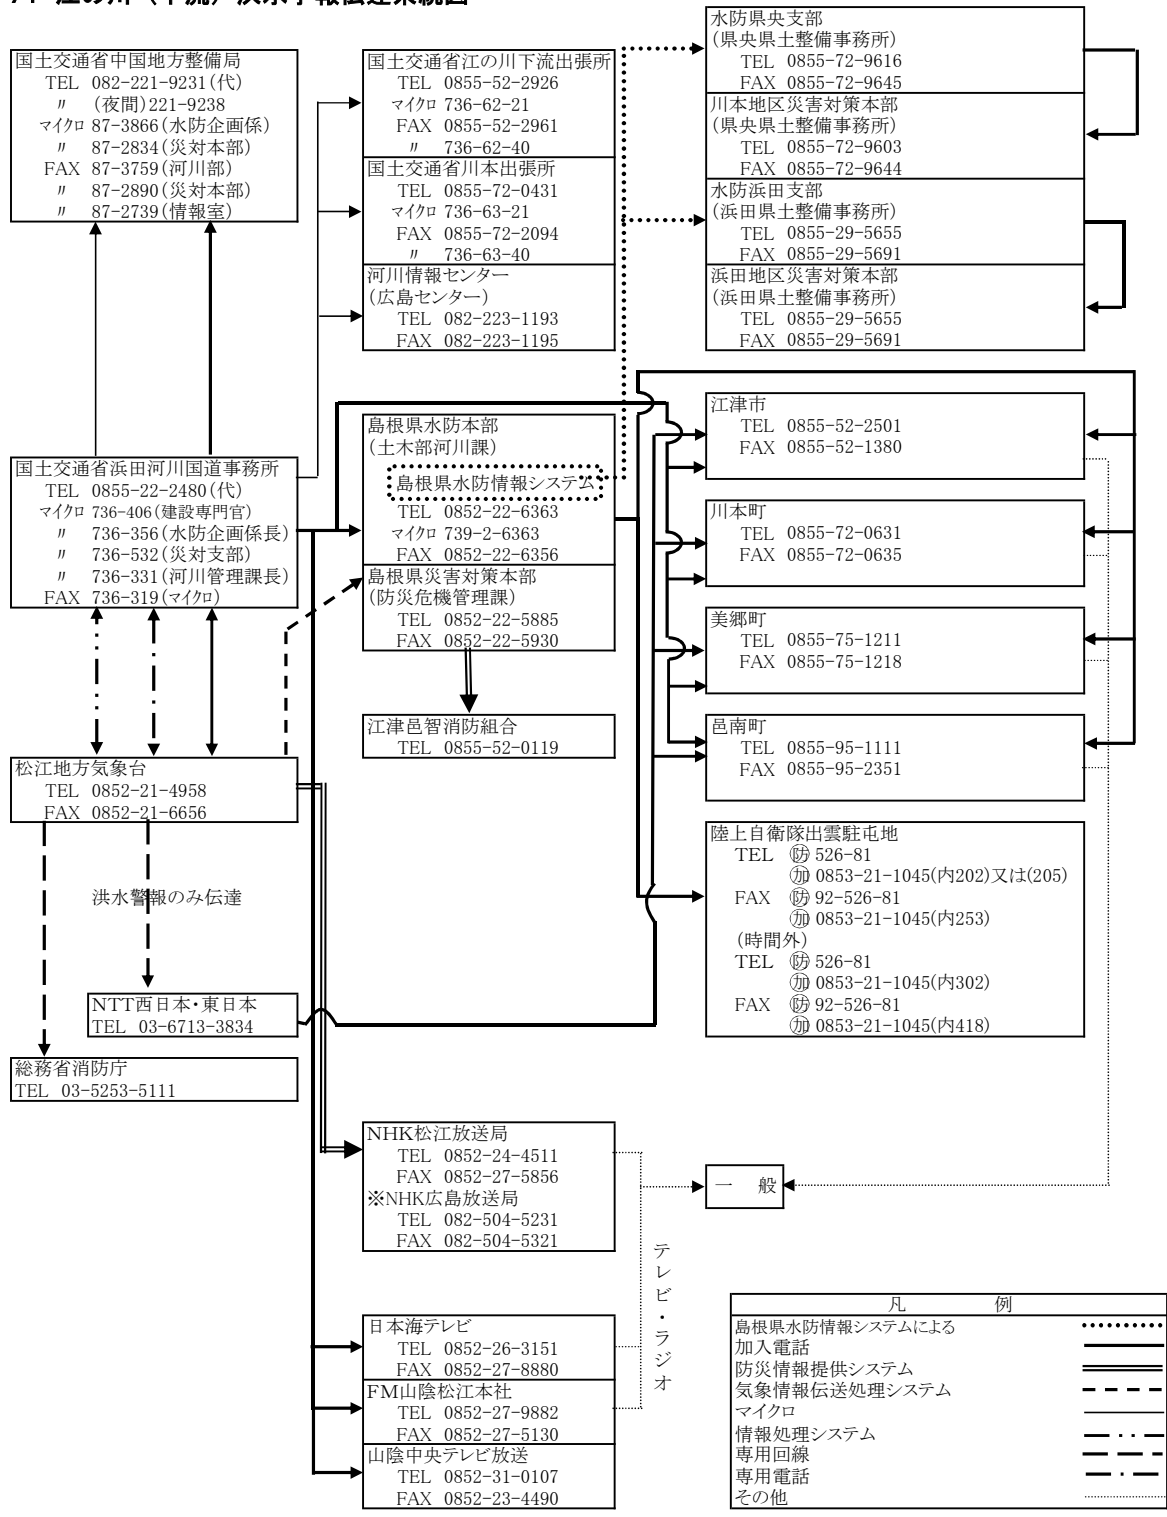 国土交通省中国地方整備局
TEL 082-221-9231(代)
〃 (夜間)221-9238
マイクロ 87-3866(水防企画係)
〃 87-2834(災対本部)
FAX 87-3759(河川部)
〃 87-2890(災対本部)
〃 87-2739(情報室)
国土交通省江の川下流出張所
TEL 0855-52-2926
マイクロ 736-62-21
FAX 0855-52-2961
〃 736-62-40
国土交通省川本出張所
TEL 0855-72-0431
マイクロ 736-63-21
FAX 0855-72-2094
〃 736-63-40
河川情報センター
(広島センター)
TEL 082-223-1193
FAX 082-223-1195
水防県央支部
(県央県土整備事務所)
TEL 0855-72-9616
FAX 0855-72-9645
川本地区災害対策本部
(県央県土整備事務所)
TEL 0855-72-9603
FAX 0855-72-9644
水防浜田支部
(浜田県土整備事務所)
TEL 0855-29-5655
FAX 0855-29-5691
浜田地区災害対策本部
(浜田県土整備事務所)
TEL 0855-29-5655
FAX 0855-29-5691
国土交通省浜田河川国道事務所
TEL 0855-22-2480(代)
マイクロ 736-406(建設専門官)
〃 736-356(水防企画係長)
〃 736-532(災対支部)
〃 736-331(河川管理課長)
FAX 736-319(マイクロ)
島根県水防本部
(土木部河川課)
島根県水防情報システム
TEL 0852-22-6363
マイクロ 739-2-6363
FAX 0852-22-6356
島根県災害対策本部
(防災危機管理課)
TEL 0852-22-5885
FAX 0852-22-5930
江津邑智消防組合
TEL 0855-52-0119
江津市
TEL 0855-52-2501
FAX 0855-52-1380
川本町
TEL 0855-72-0631
FAX 0855-72-0635
美郷町
TEL 0855-75-1211
FAX 0855-75-1218
邑南町
TEL 0855-95-1111
FAX 0855-95-2351
陸上自衛隊出雲駐屯地
TEL ㊥防 526-81
㊥加 0853-21-1045(内202)又は(205)
FAX 防 92-526-81
加 0853-21-1045(内253)
(時間外)
TEL 防 526-81
加 0853-21-1045(内302)
FAX 防 92-526-81
加 0853-21-1045(内418)
松江地方気象台
TEL 0852-21-4958
FAX 0852-21-6656
洪水警報のみ伝達
NTT西日本・東日本
TEL 03-6713-3834
総務省消防庁
TEL 03-5253-5111
NHK松江放送局
TEL 0852-24-4511
FAX 0852-27-5856
※NHK広島放送局
TEL 082-504-5231
FAX 082-504-5321
一 般
テレビ・ラジオ
日本海テレビ
TEL 0852-26-3151
FAX 0852-27-8880
FM山陰松江本社
TEL 0852-27-9882
FAX 0852-27-5130
山陰中央テレビ放送
TEL 0852-31-0107
FAX 0852-23-4490
凡 例
島根県水防情報システムによる
加入電話
防災情報提供システム
気象情報伝送処理システム
マイクロ
情報処理システム
専用回線
専用電話
その他